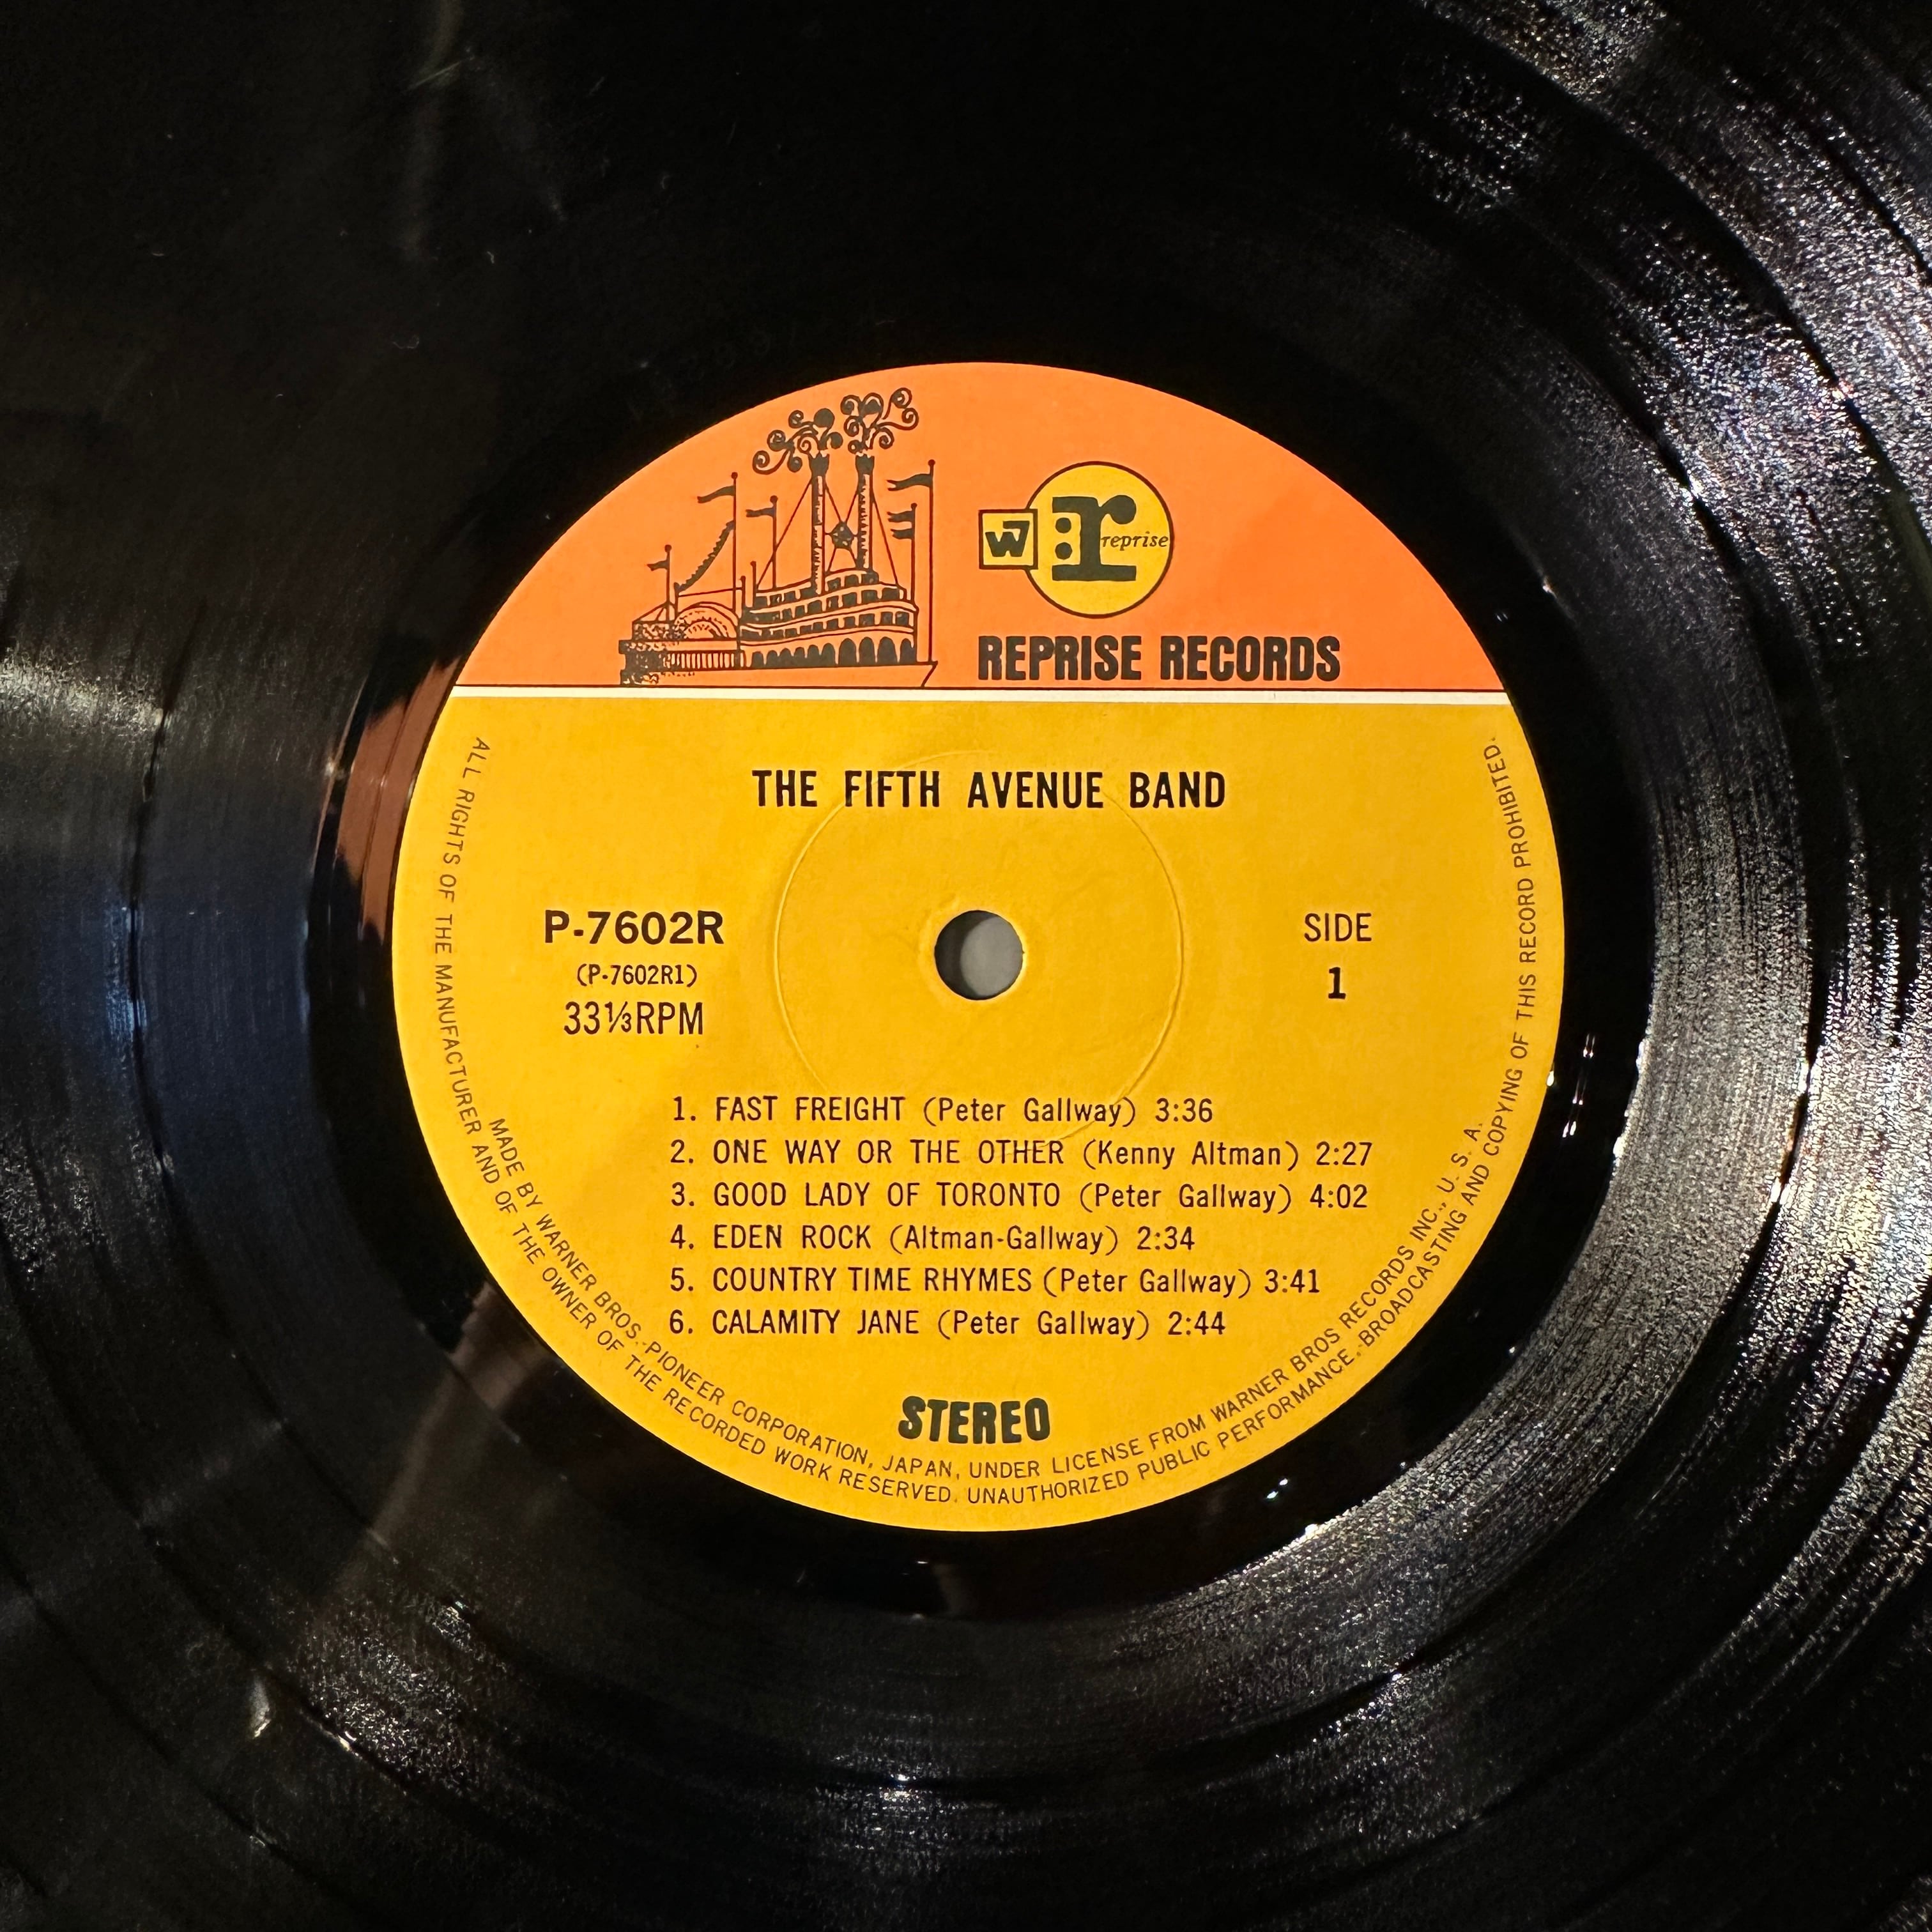 w7
r
reprise
REPRISE RECORDS
THE FIFTH AVENUE BAND
P-7602R
(P-7602R1)
33⅓RPM
SIDE
1
1. FAST FREIGHT (Peter Gallway) 3:36
2. ONE WAY OR THE OTHER (Kenny Altman) 2:27
3. GOOD LADY OF TORONTO (Peter Gallway) 4:02
4. EDEN ROCK (Altman-Gallway) 2:34
5. COUNTRY TIME RHYMES (Peter Gallway) 3:41
6. CALAMITY JANE (Peter Gallway) 2:44
STEREO
MADE BY WARNER BROS.-PIONEER CORPORATION, JAPAN, UNDER LICENSE FROM WARNER BROS RECORDS INC., U. S. A.
ALL RIGHTS OF THE MANUFACTURER AND OF THE OWNER OF THE RECORDED WORK RESERVED. UNAUTHORIZED PUBLIC PERFORMANCE.-BROADCASTING AND COPYING OF THIS RECORD PROHIBITED.